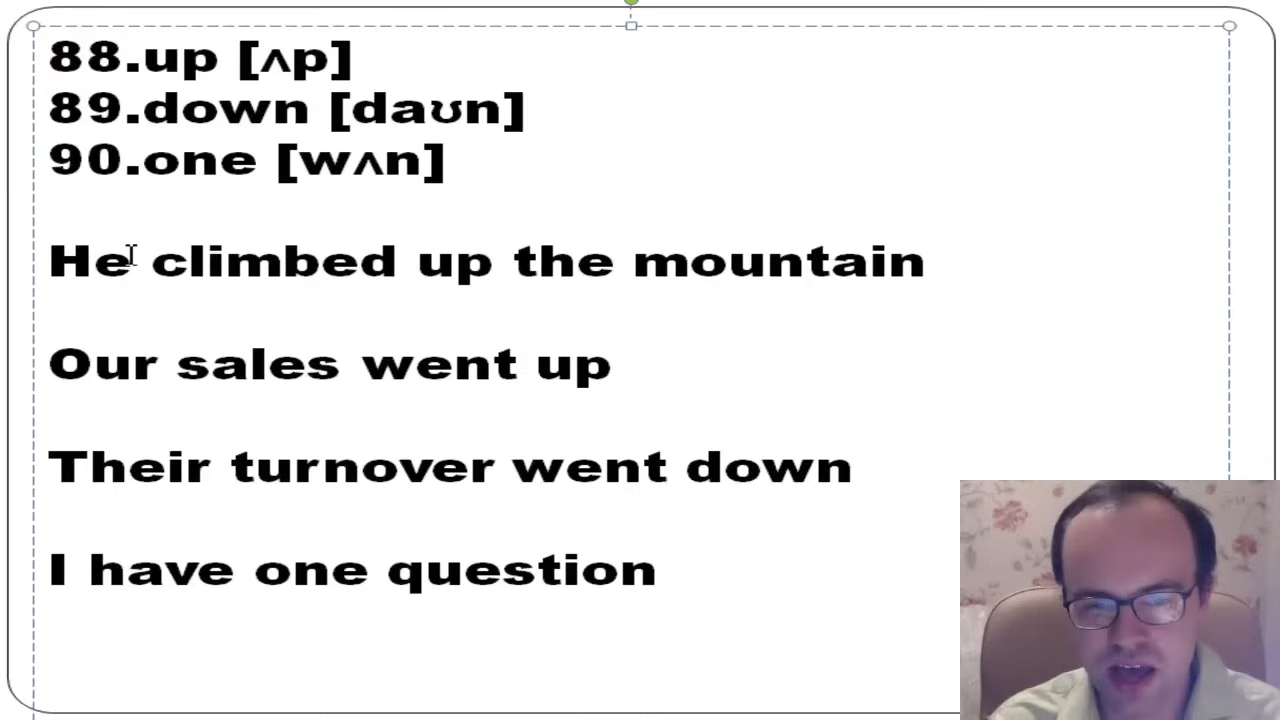 88.up [ʌp]
89.down [daʊn]
90.one [wʌn]
He climbed up the mountain
Our sales went up
Their turnover went down
I have one question